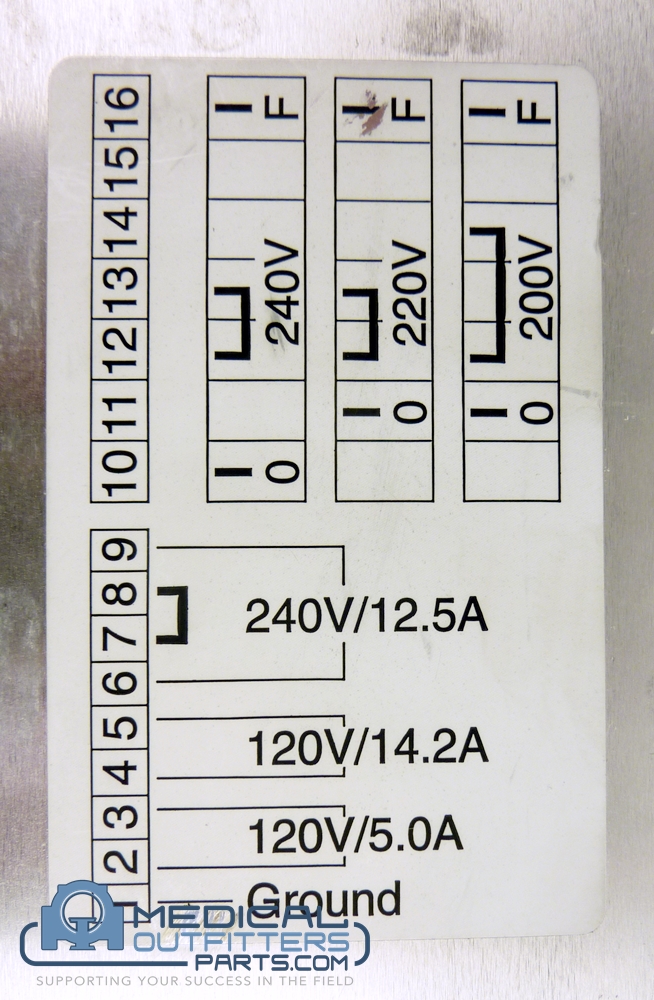 16 15 14 13 12 11 10
I F
240V
I 0
I F
220V
I 0
I F
200V
I 0
9 8 7 6 5 4 3 2 1
240V/12.5A
120V/14.2A
120V/5.0A
Ground
MEDICAL
OUTFITTERS
PARTS.COM
SUPPORTING YOUR SUCCESS IN THE FIELD